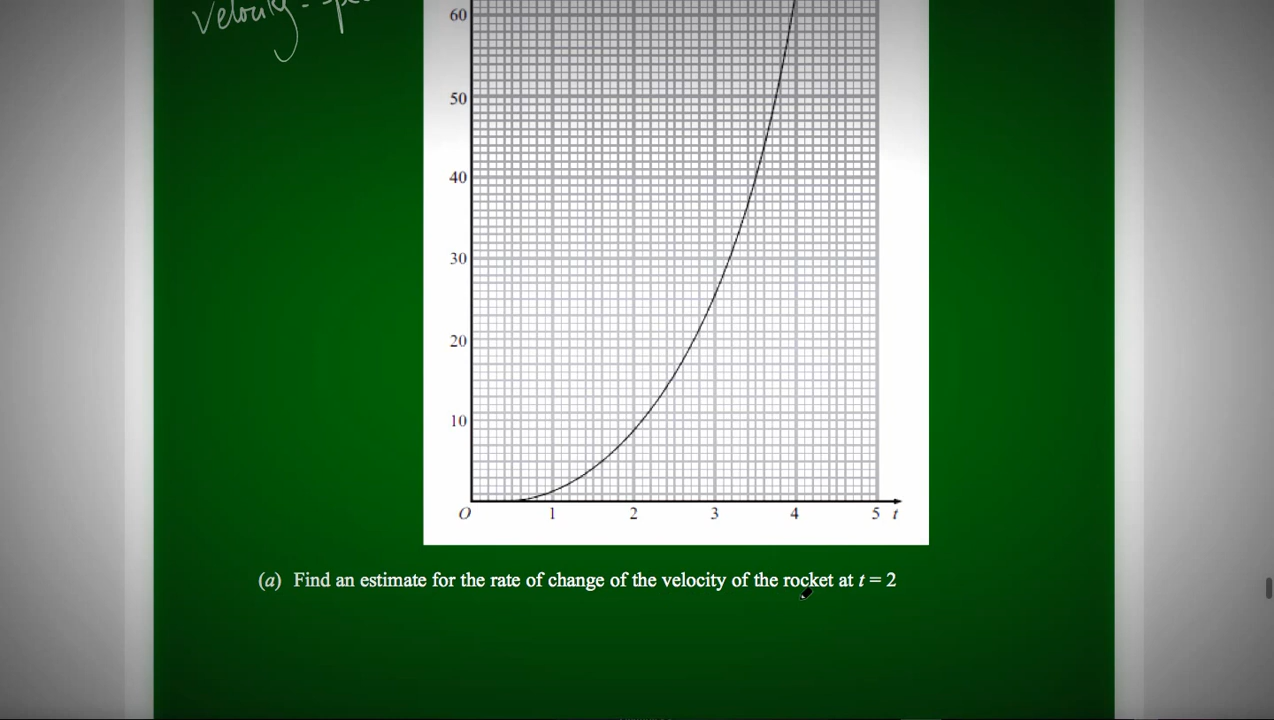 Velocity
60
50
40
30
20
10
O 1 2 3 4 5 t
(a) Find an estimate for the rate of change of the velocity of the rocket at t = 2